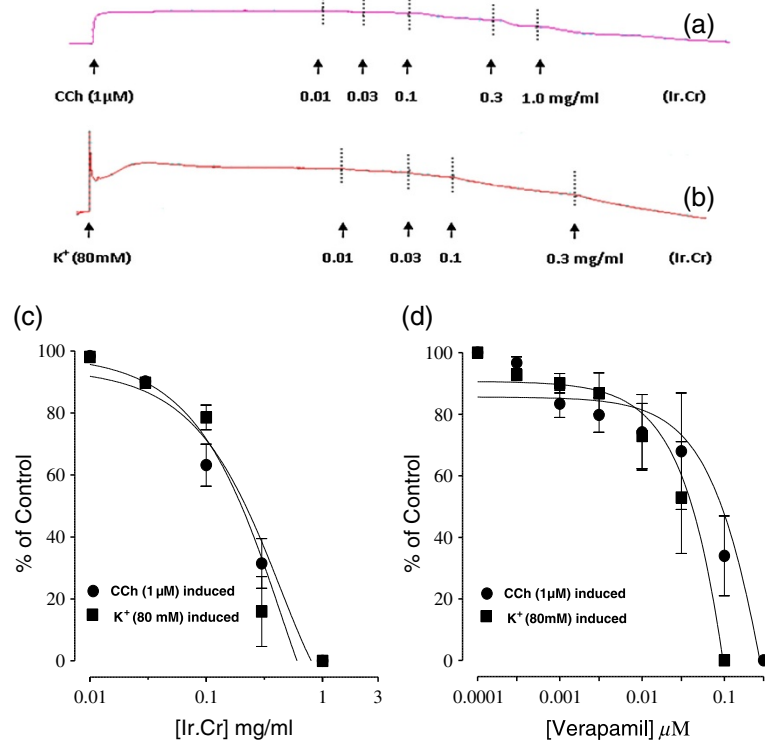 (a)
CCh (1µM) 0.01 0.03 0.1 0.3 1.0 mg/ml (Ir.Cr)
(b)
K+ (80mM) 0.01 0.03 0.1 0.3 mg/ml (Ir.Cr)
(c)
100
80
60
40
20
0
% of Control
CCh (1 µM) induced
K+ (80 mM) induced
0.01 0.1 1 3
[Ir.Cr] mg/ml
(d)
100
80
60
40
20
0
% of Control
CCh (1µM) induced
K+ (80mM) induced
0.0001 0.001 0.01 0.1
[Verapamil] µM